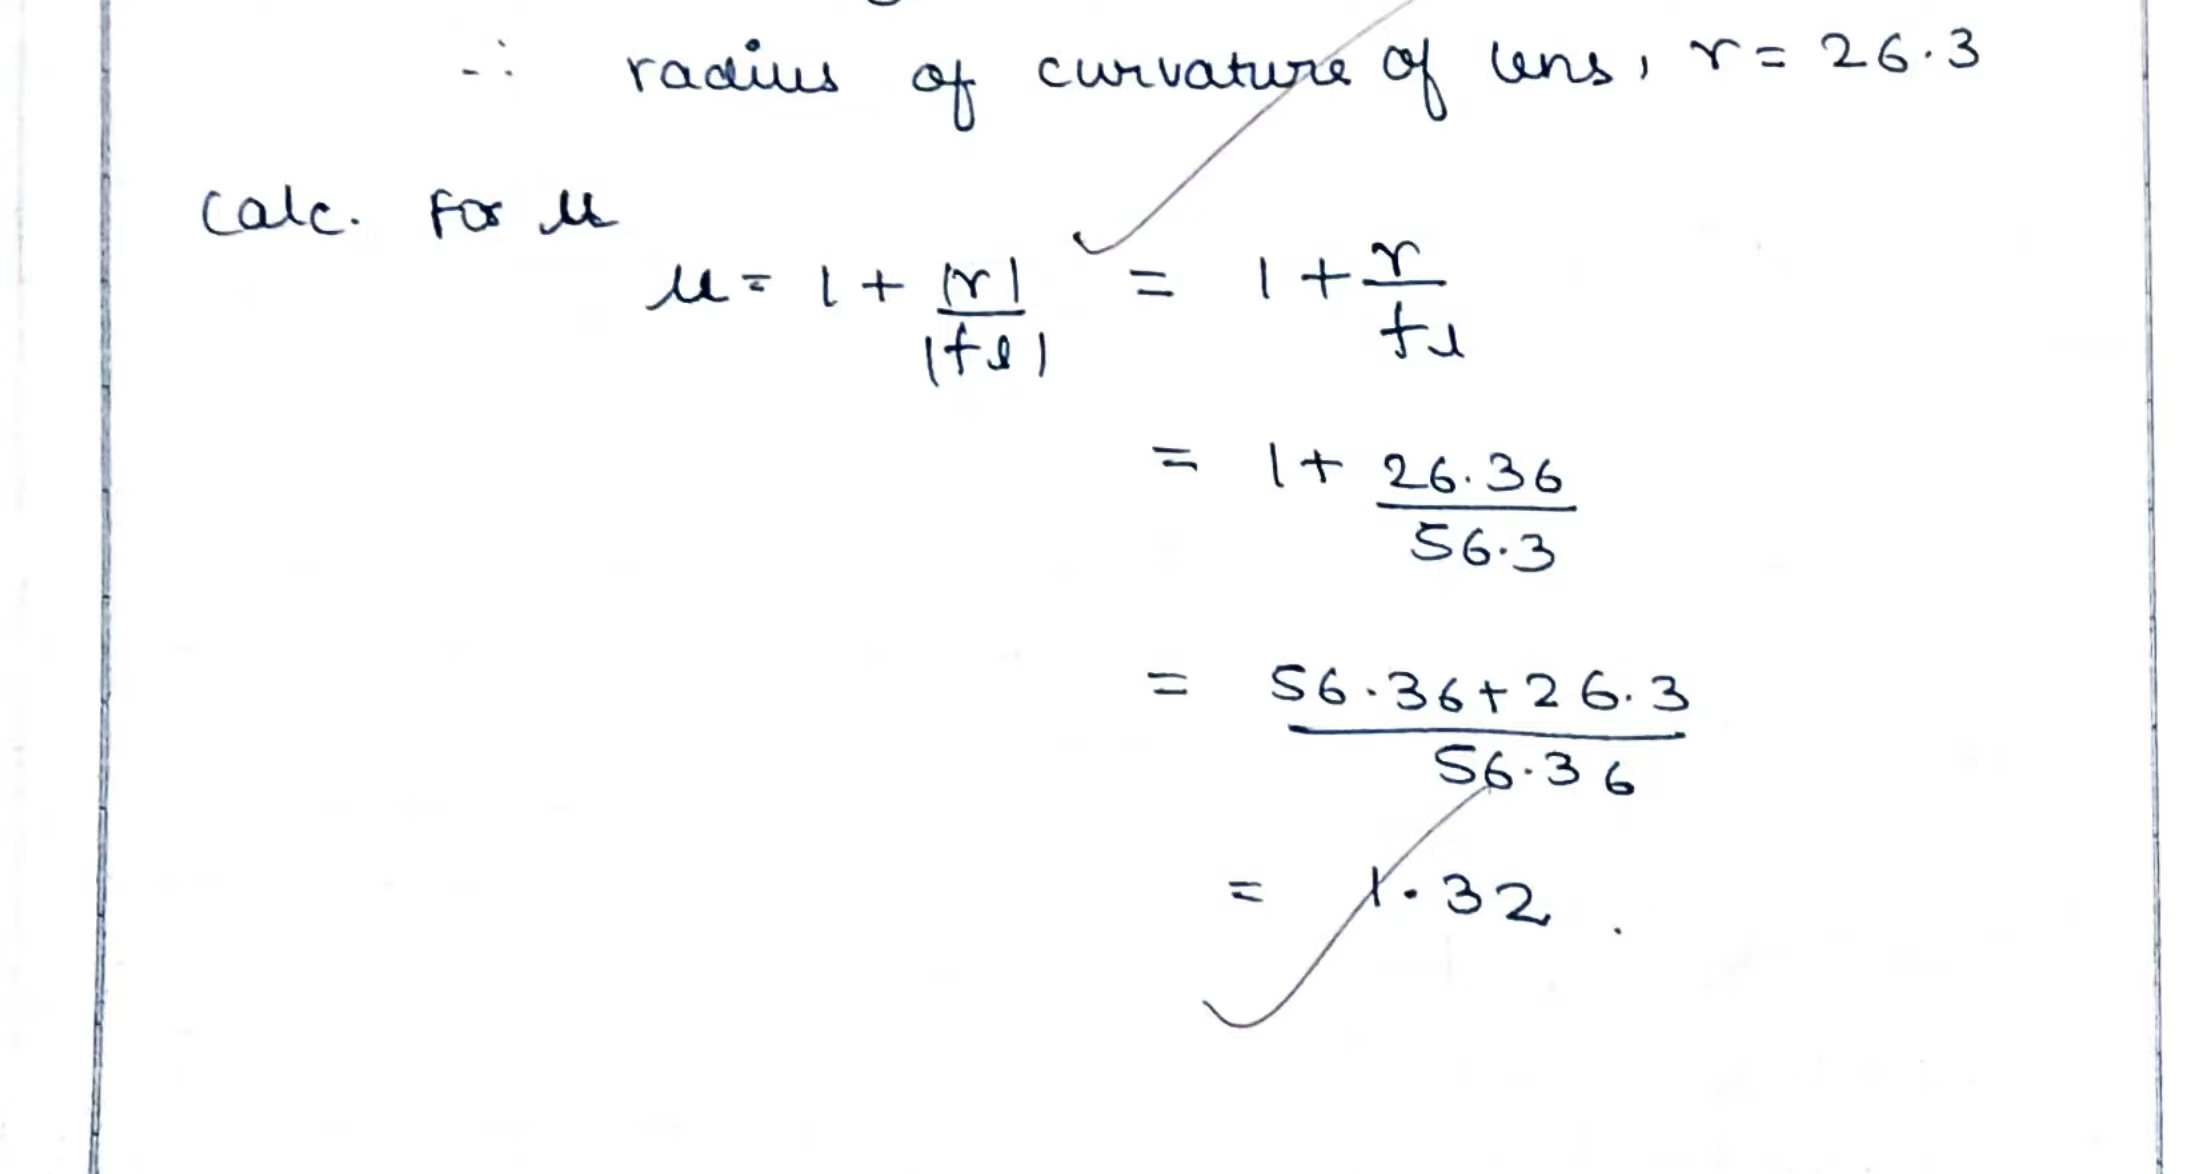 ∴ radius of curvature of lens, r = 26.3
Calc. For μ
μ = 1 + |r| / |fl| = 1 + r / fl
= 1 + 26.36 / 56.3
= 56.36 + 26.3 / 56.36
= 1.32.